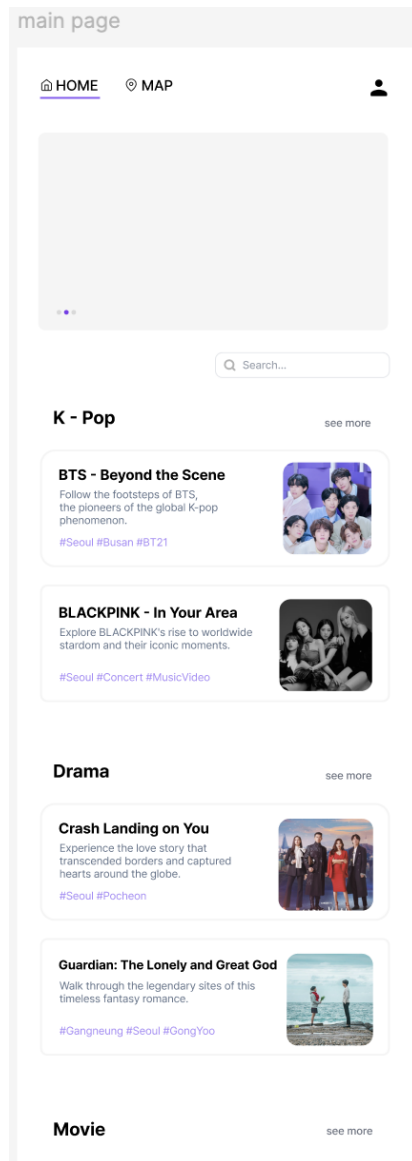 main page
HOME MAP
Search...
K - Pop
see more
BTS - Beyond the Scene
Follow the footsteps of BTS,
the pioneers of the global K-pop
phenomenon.
#Seoul #Busan #BT21
BLACKPINK - In Your Area
Explore BLACKPINK's rise to worldwide
stardom and their iconic moments.
#Seoul #Concert #MusicVideo
Drama
see more
Crash Landing on You
Experience the love story that
transcended borders and captured
hearts around the globe.
#Seoul #Pocheon
Guardian: The Lonely and Great God
Walk through the legendary sites of this
timeless fantasy romance.
#Gangneung #Seoul #GongYoo
Movie
see more